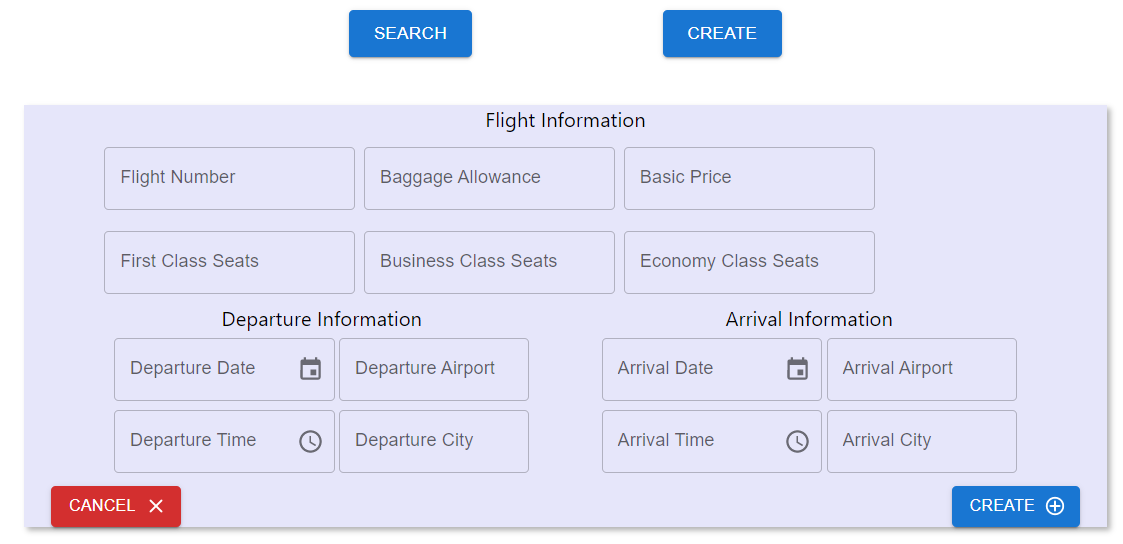 SEARCH CREATE
Flight Information
Flight Number Baggage Allowance Basic Price
First Class Seats Business Class Seats Economy Class Seats
Departure Information Arrival Information
Departure Date Departure Airport Arrival Date Arrival Airport
Departure Time Departure City Arrival Time Arrival City
CANCEL CREATE